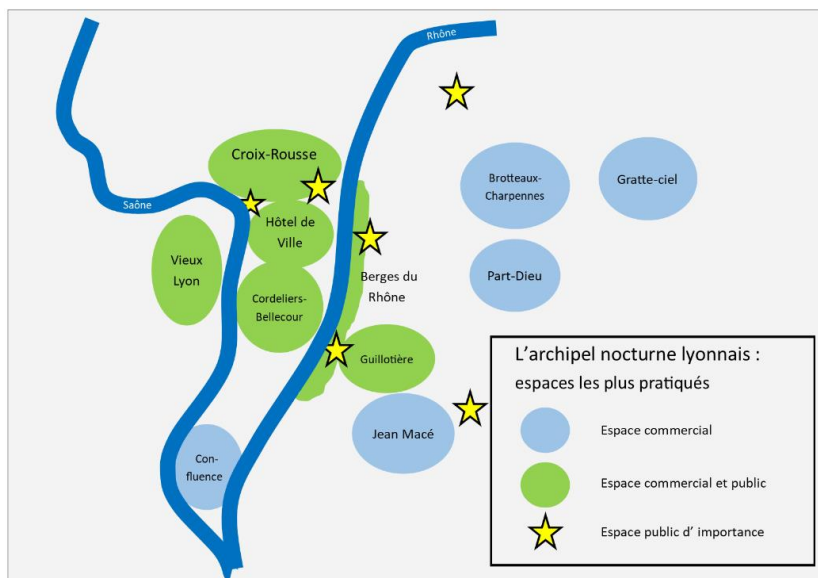 Rhône
Croix-Rousse
Saône
Hôtel de
Ville
Vieux
Lyon
Cordeliers-
Bellecour
Berges du
Rhône
Brotteaux-
Charpennes
Gratte-ciel
Part-Dieu
Guillotière
Jean Macé
Con-
fluence
L'archipel nocturne lyonnais :
espaces les plus pratiqués
Espace commercial
Espace commercial et public
Espace public d' importance